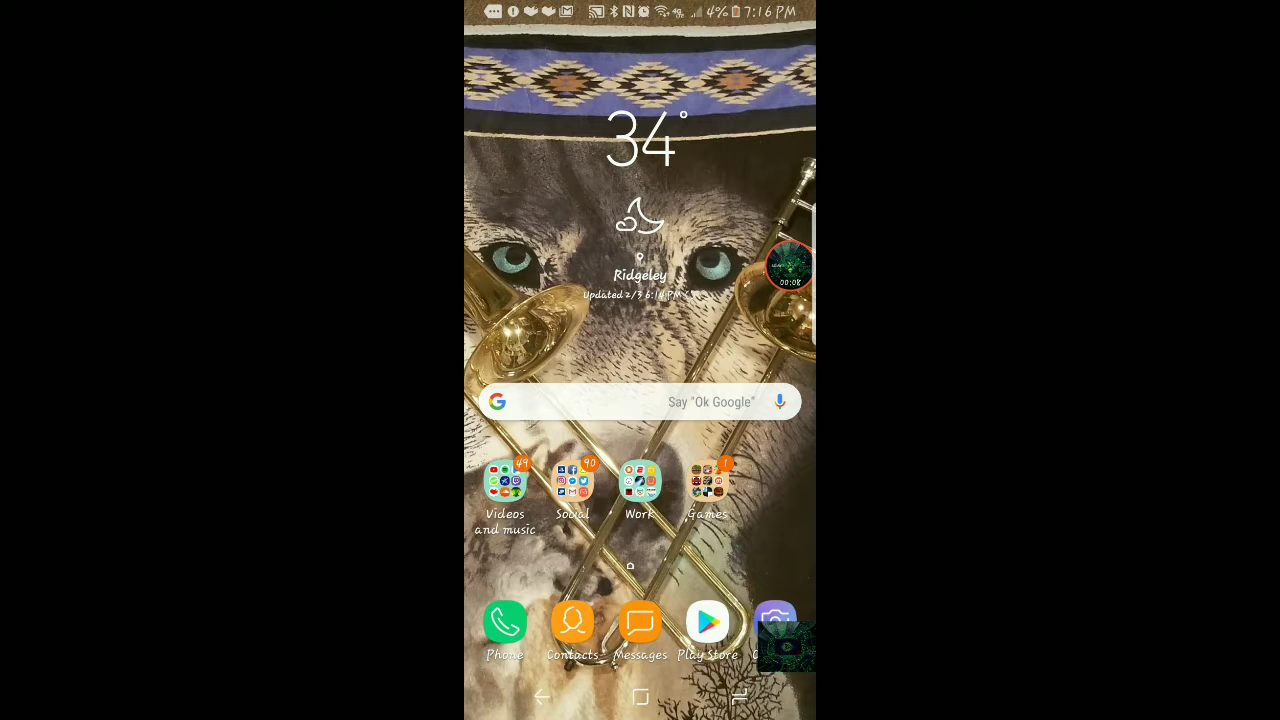 4% 7:16 PM
34°
Ridgeley
Updated 2/3 6:14 PM
00:08
Say "Ok Google"
49 90 1
Videos and music
Social
Work
Games
Phone
Contacts
Messages
Play Store